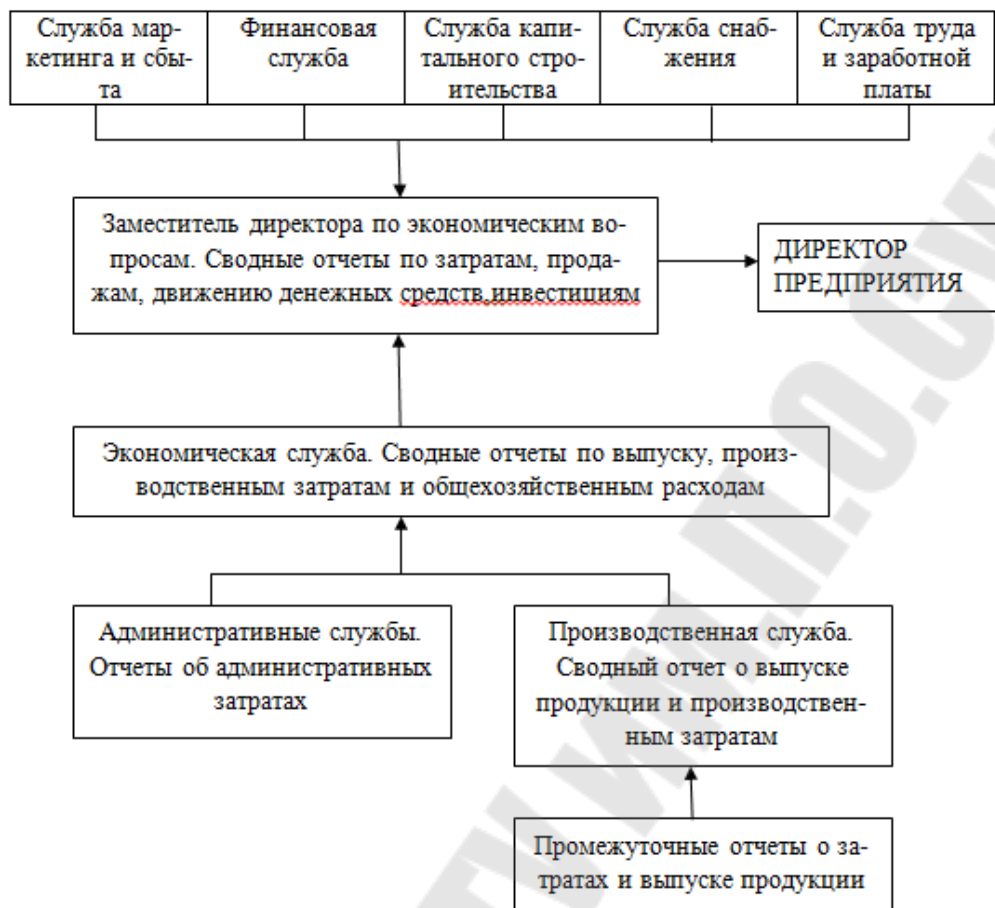 Служба мар-
кетинга и сбы-
та
Финансовая
служба
Служба капи-
тального стро-
ительства
Служба снаб-
жения
Служба труда
и заработной
платы
Заместитель директора по экономическим во-
просам. Сводные отчеты по затратам, прода-
жам, движению денежных средств,инвестициям
ДИРЕКТОР
ПРЕДПРИЯТИЯ
Экономическая служба. Сводные отчеты по выпуску, произ-
водственным затратам и общехозяйственным расходам
Административные службы.
Отчеты об административных
затратах
Производственная служба.
Сводный отчет о выпуске
продукции и производствен-
ным затратам
Промежуточные отчеты о за-
тратах и выпуске продукции